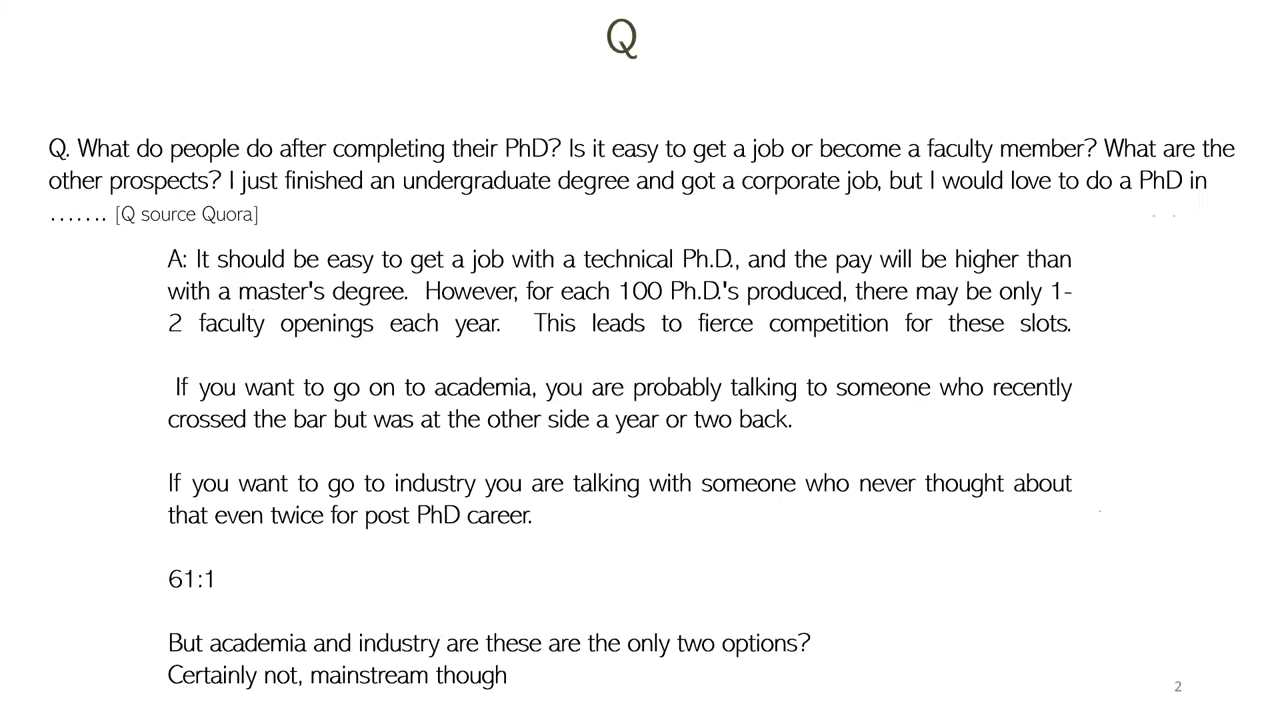 Q
Q. What do people do after completing their PhD? Is it easy to get a job or become a faculty member? What are the
other prospects? I just finished an undergraduate degree and got a corporate job, but I would love to do a PhD in
....... [Q source Quora]
A: It should be easy to get a job with a technical Ph.D., and the pay will be higher than
with a master's degree. However, for each 100 Ph.D.'s produced, there may be only 1-
2 faculty openings each year. This leads to fierce competition for these slots.
If you want to go on to academia, you are probably talking to someone who recently
crossed the bar but was at the other side a year or two back.
If you want to go to industry you are talking with someone who never thought about
that even twice for post PhD career.
61:1
But academia and industry are these are the only two options?
Certainly not, mainstream though
2